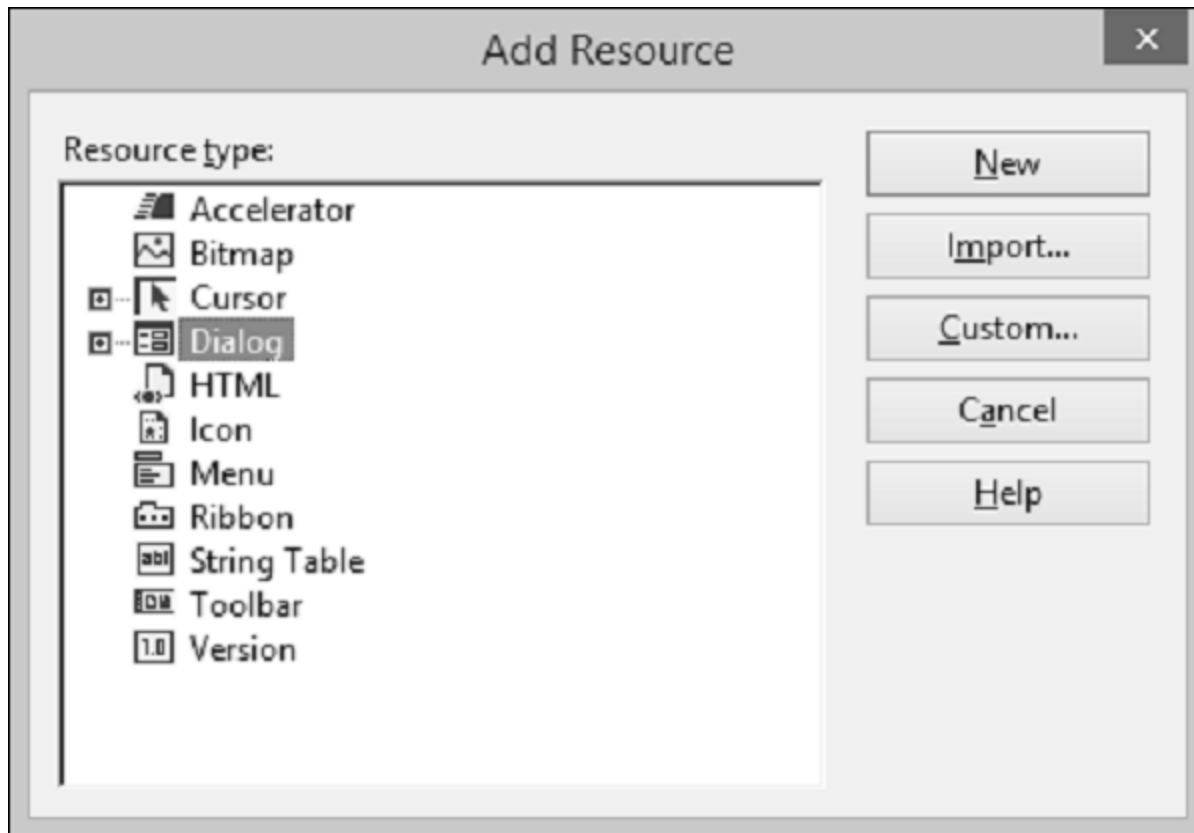 Add Resource
x
Resource type:
Accelerator
Bitmap
Cursor
Dialog
HTML
Icon
Menu
Ribbon
String Table
Toolbar
Version
New
Import...
Custom...
Cancel
Help